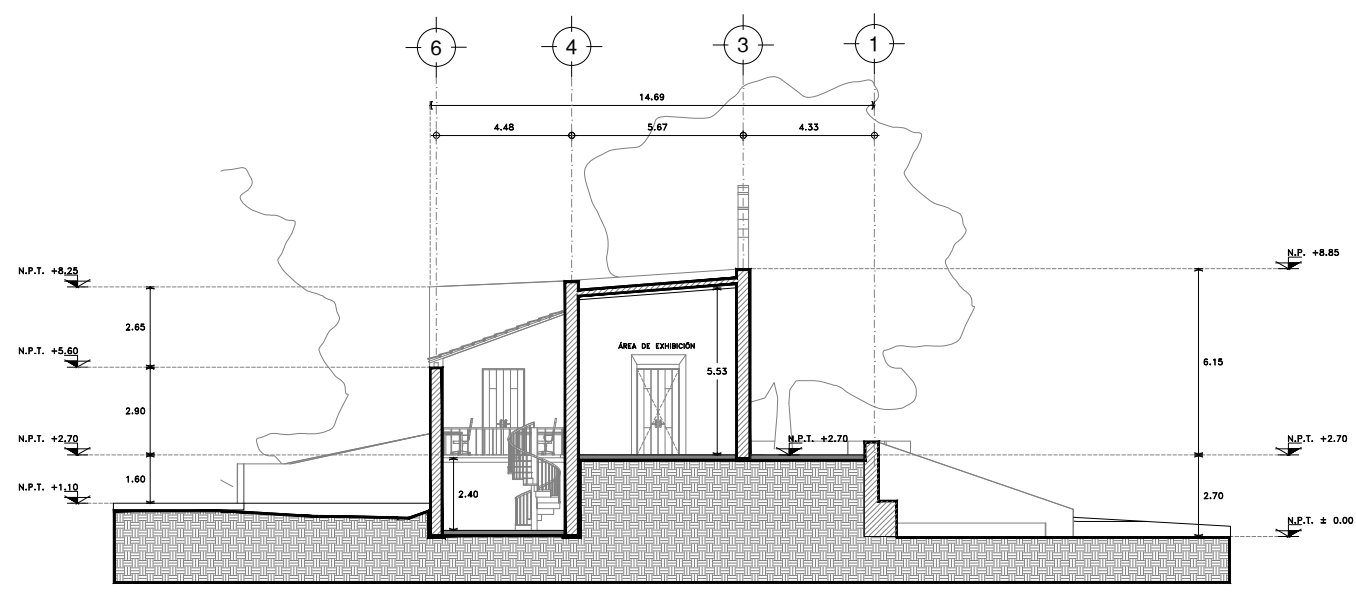 6 4 3 1
14.69
4.48 5.67 4.33
N.P.T. +8.25
N.P. +8.85
2.65
N.P.T. +5.60
ÁREA DE EXHIBICIÓN
5.53
6.15
2.90
N.P.T. +2.70
N.P.T. +2.70
N.P.T. +2.70
1.60
2.40
N.P.T. +1.10
2.70
N.P.T. ± 0.00